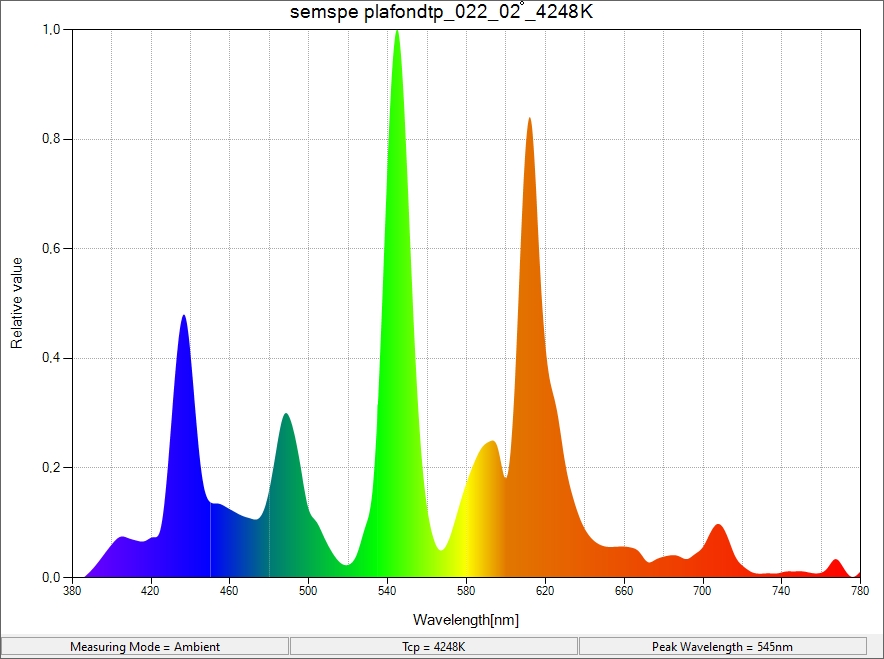 semspe plafondtp_022_02°_4248K
1,0
0,8
0,6
0,4
0,2
0,0
Relative value
380 420 460 500 540 580 620 660 700 740 780
Wavelength[nm]
Measuring Mode = Ambient Tcp = 4248K Peak Wavelength = 545nm